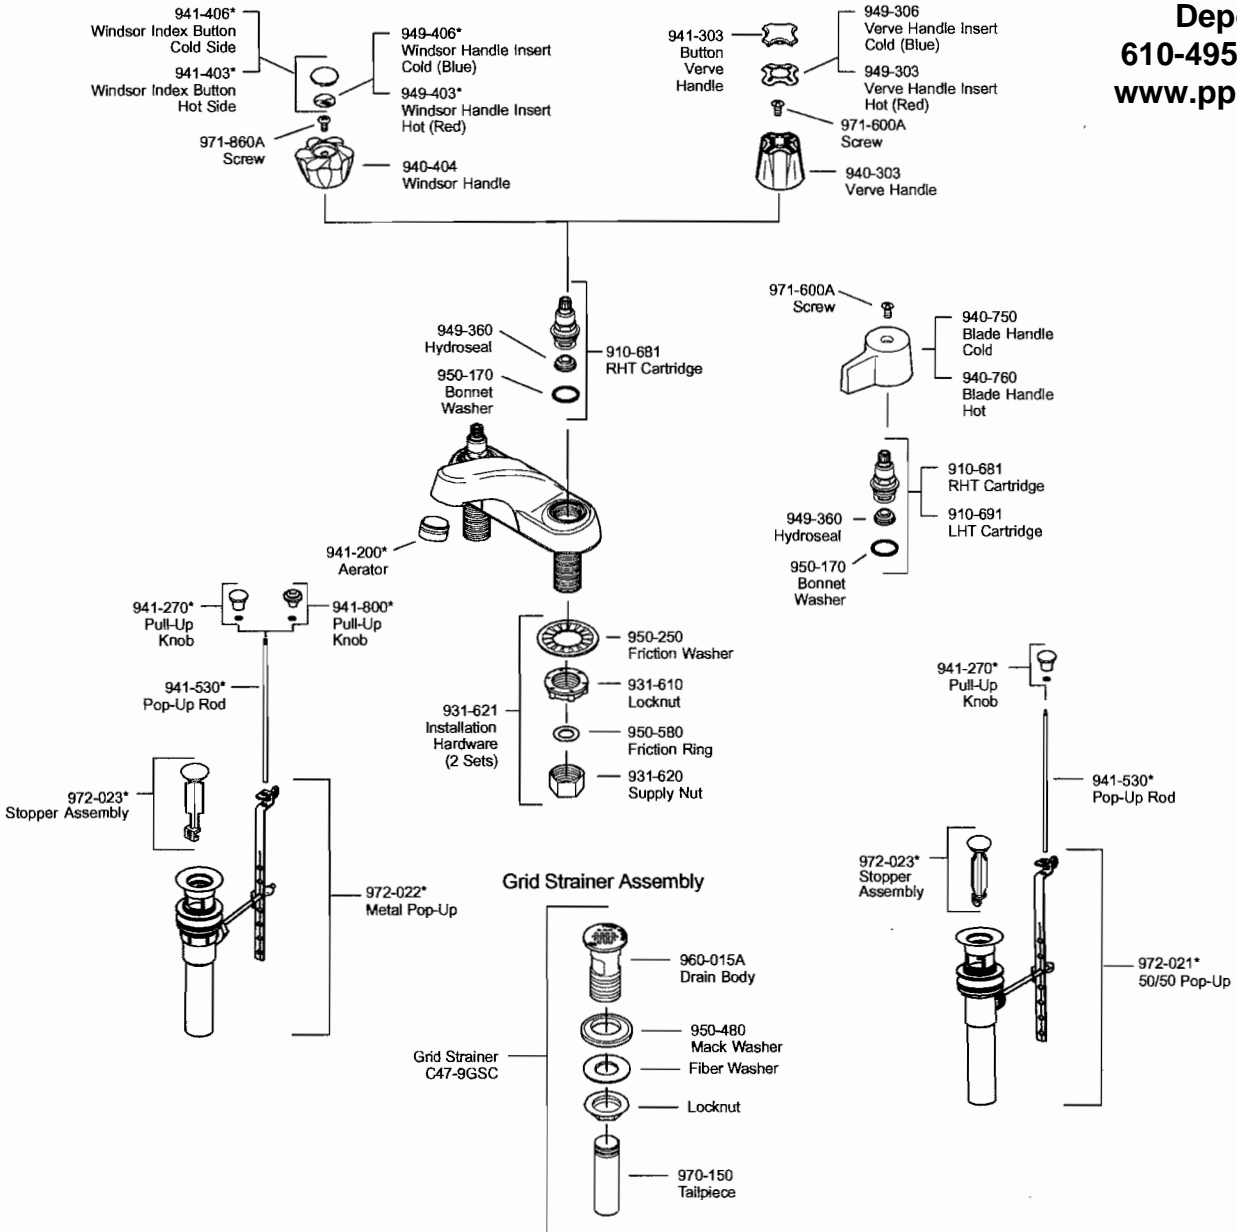 941-406*
Windsor Index Button
Cold Side
941-403*
Windsor Index Button
Hot Side
949-406*
Windsor Handle Insert
Cold (Blue)
949-403*
Windsor Handle Insert
Hot (Red)
971-860A
Screw
940-404
Windsor Handle
941-303
Button
Verve
Handle
949-306
Verve Handle Insert
Cold (Blue)
949-303
Verve Handle Insert
Hot (Red)
971-600A
Screw
940-303
Verve Handle
610-495
www.pp
949-360
Hydroseal
950-170
Bonnet
Washer
910-681
RHT Cartridge
971-600A
Screw
940-750
Blade Handle
Cold
940-760
Blade Handle
Hot
910-681
RHT Cartridge
910-691
LHT Cartridge
949-360
Hydroseal
950-170
Bonnet
Washer
941-200*
Aerator
941-270*
Pull-Up
Knob
941-800*
Pull-Up
Knob
941-530*
Pop-Up Rod
972-023*
Stopper Assembly
972-022*
Metal Pop-Up
950-250
Friction Washer
931-610
Locknut
931-621
Installation
Hardware
(2 Sets)
950-580
Friction Ring
931-620
Supply Nut
941-270*
Pull-Up
Knob
941-530*
Pop-Up Rod
972-023*
Stopper
Assembly
972-021*
50/50 Pop-Up
Grid Strainer Assembly
960-015A
Drain Body
950-480
Mack Washer
Grid Strainer
C47-9GSC
Fiber Washer
Locknut
970-150
Tailpiece